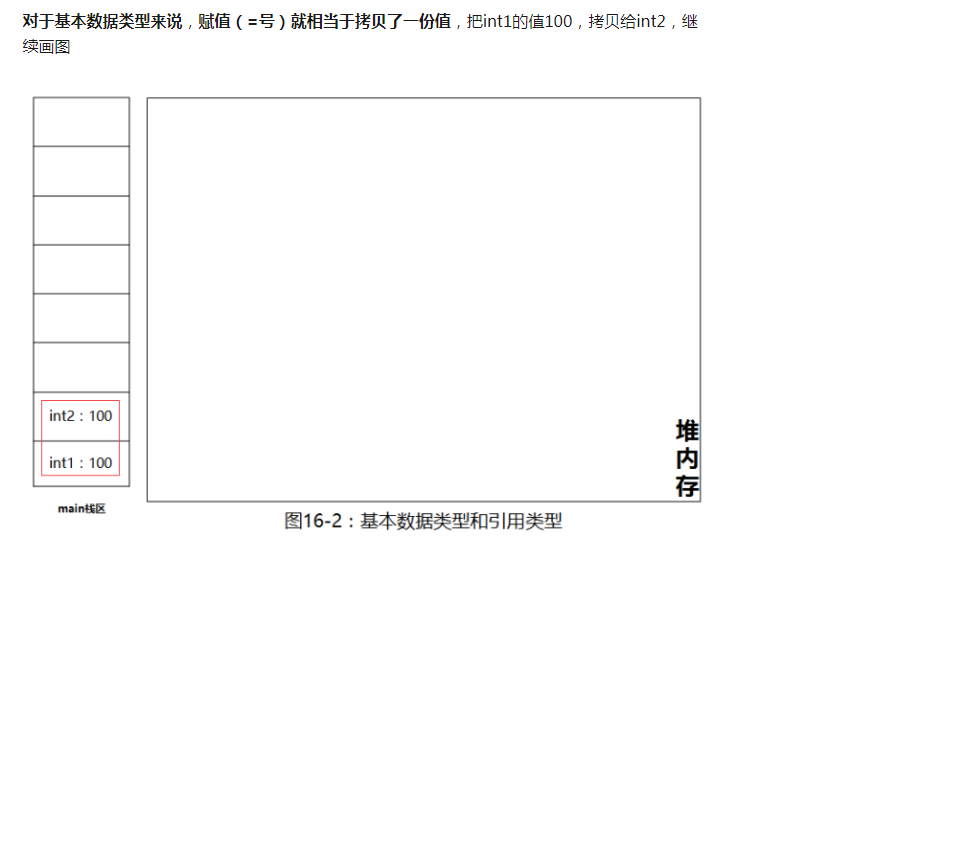 对于基本数据类型来说，赋值（=号）就相当于拷贝了一份值，把int1的值100，拷贝给int2，继
续画图
int2：100
int1：100
main栈区
堆
内
存
图16-2：基本数据类型和引用类型